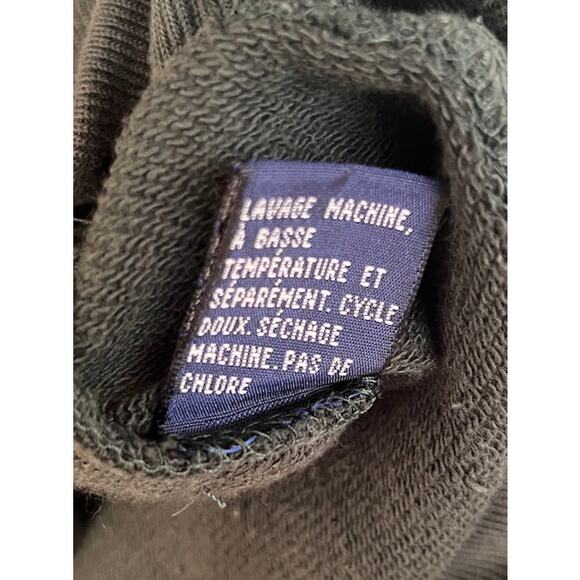 LAVAGE MACHINE,
À BASSE
TEMPÉRATURE ET
SÉPARÉMENT. CYCLE
DOUX. SÉCHAGE
MACHINE. PAS DE
CHLORE